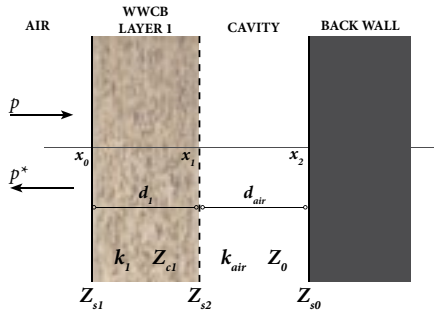 AIR
WWCB
LAYER 1
CAVITY
BACK WALL
p
p*
x0
x1
x2
d1
dair
k1 Zc1
kair Z0
Zs1
Zs2
Zs0